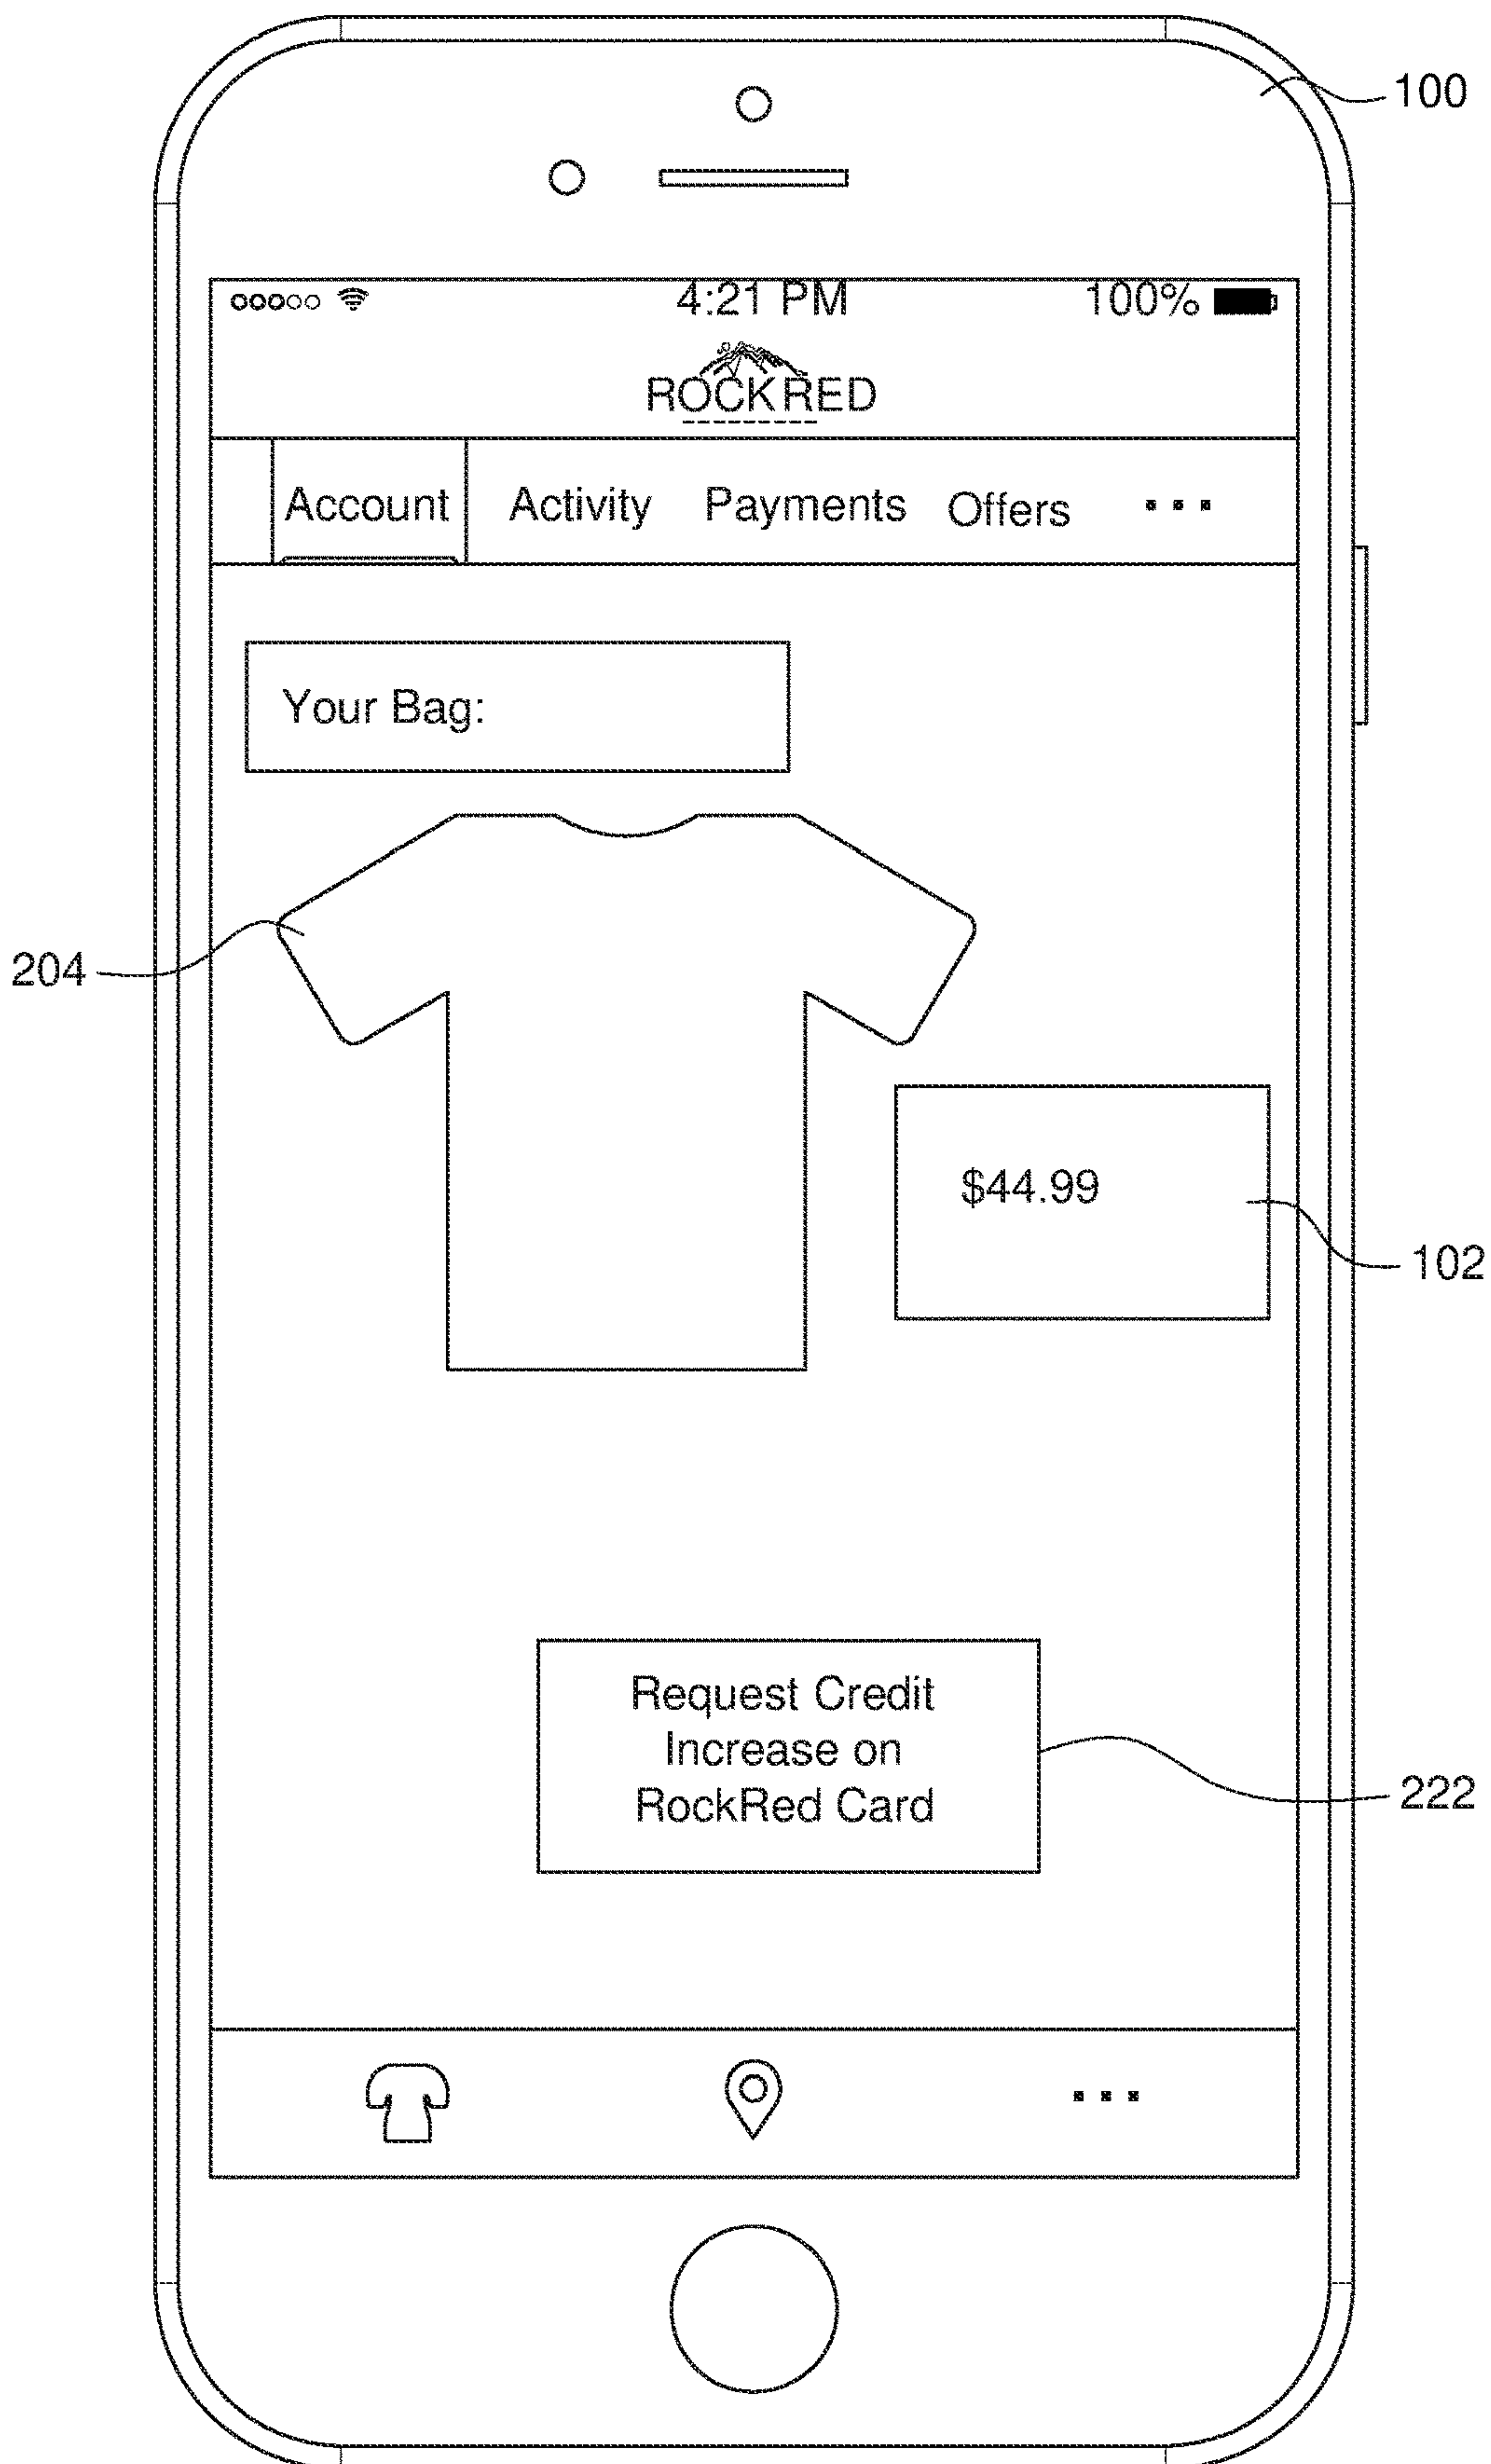 100
4:21 PM 100%
ROCKRED
Account Activity Payments Offers ...
Your Bag:
204
$44.99
102
Request Credit
Increase on
RockRed Card
222
...